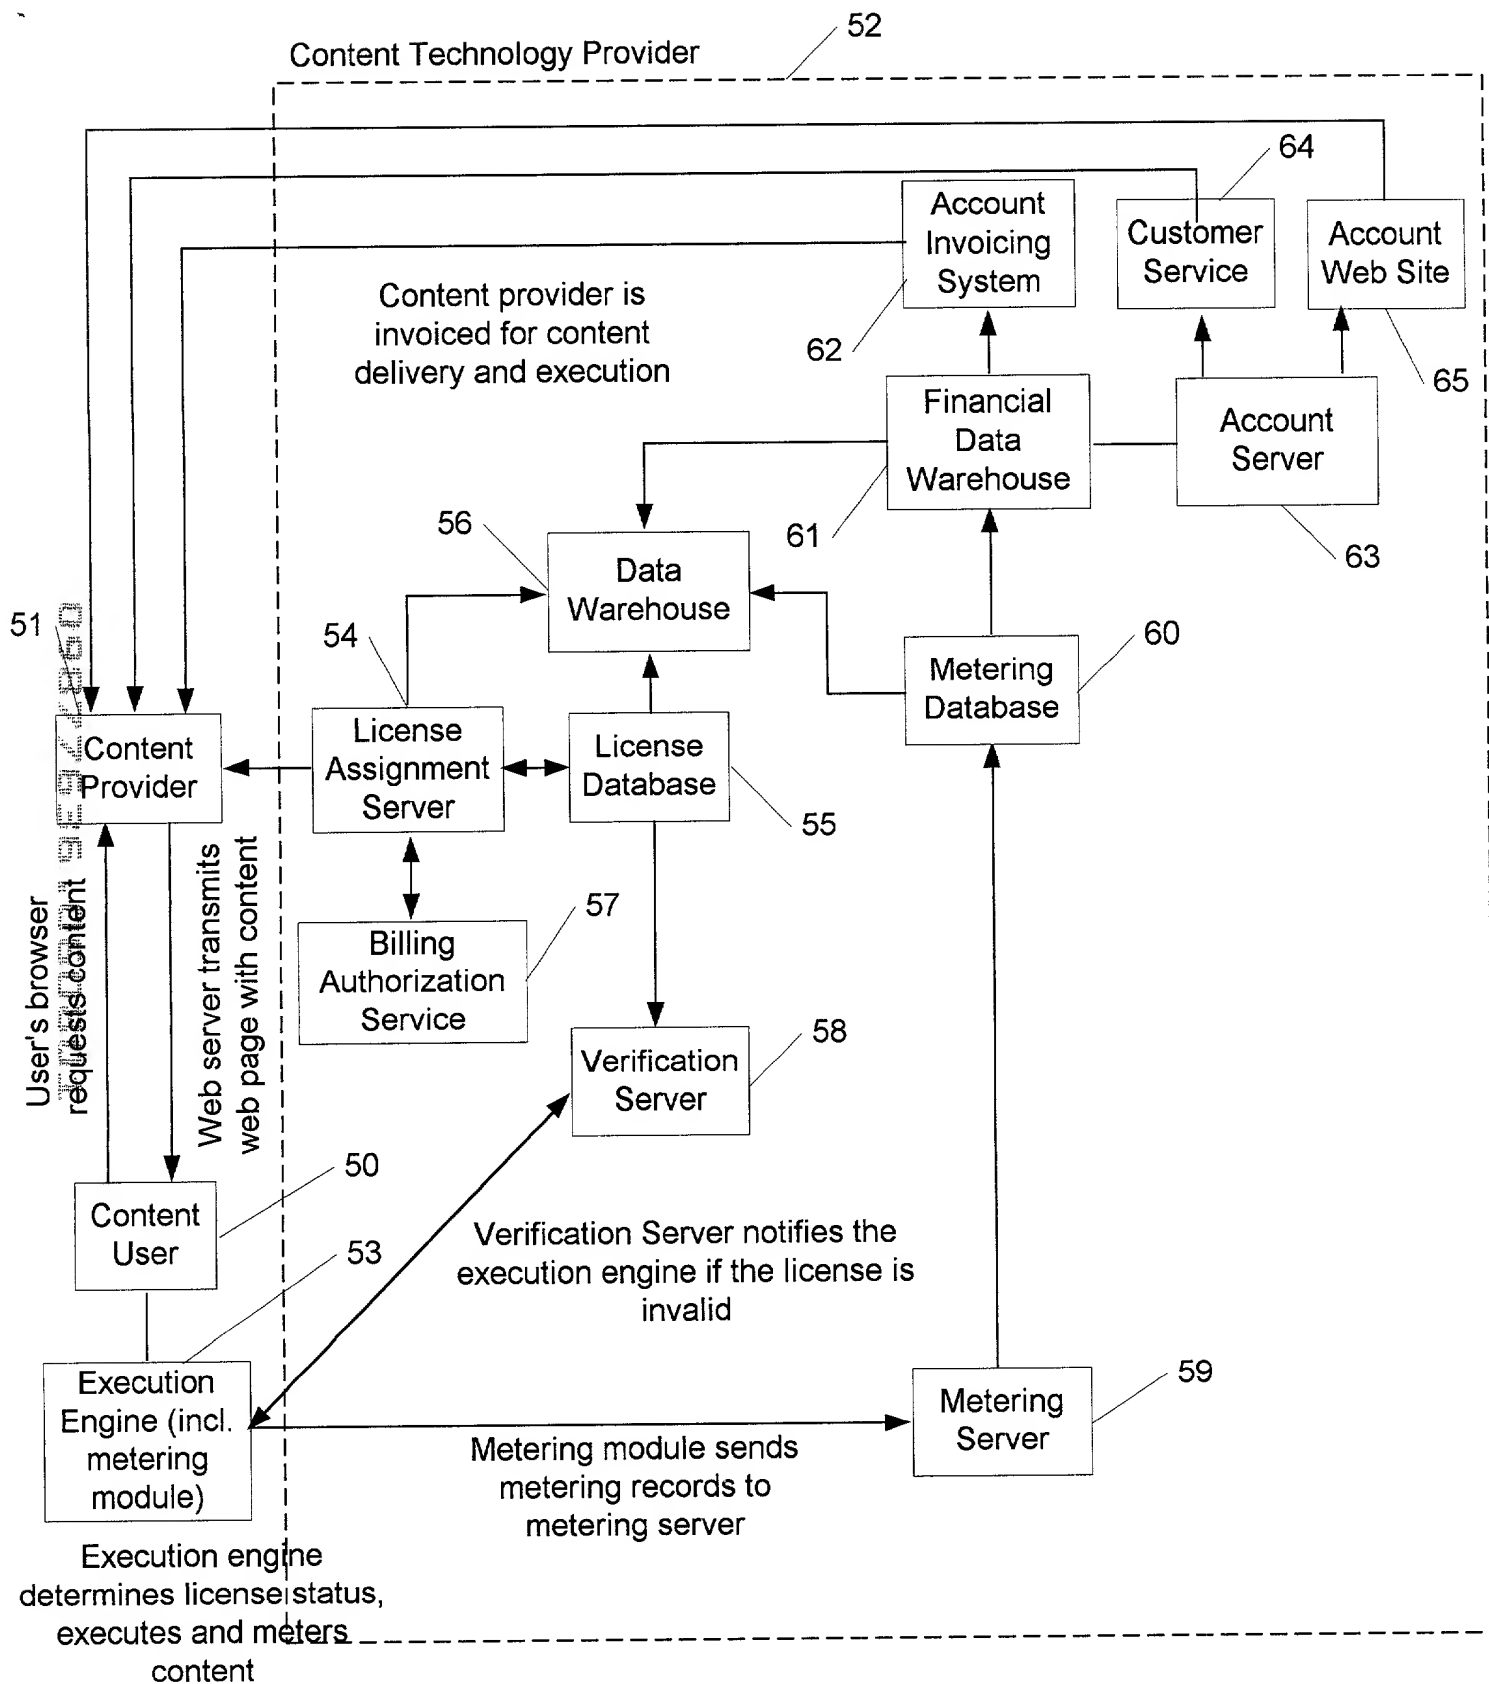 52
Content Technology Provider
64
Account
Invoicing
System
Customer
Service
Account
Web Site
Content provider is
invoiced for content
delivery and execution
62
65
Financial
Data
Warehouse
Account
Server
56
61
63
Data
Warehouse
51
54
60
Metering
Database
Content
Provider
License
Assignment
Server
License
Database
55
User's browser
requests content
Web server transmits
web page with content
57
Billing
Authorization
Service
58
Verification
Server
50
Content
User
53
Verification Server notifies the
execution engine if the license is
invalid
Execution
Engine (incl.
metering
module)
59
Metering
Server
Metering module sends
metering records to
metering server
Execution engine
determines license status,
executes and meters
content